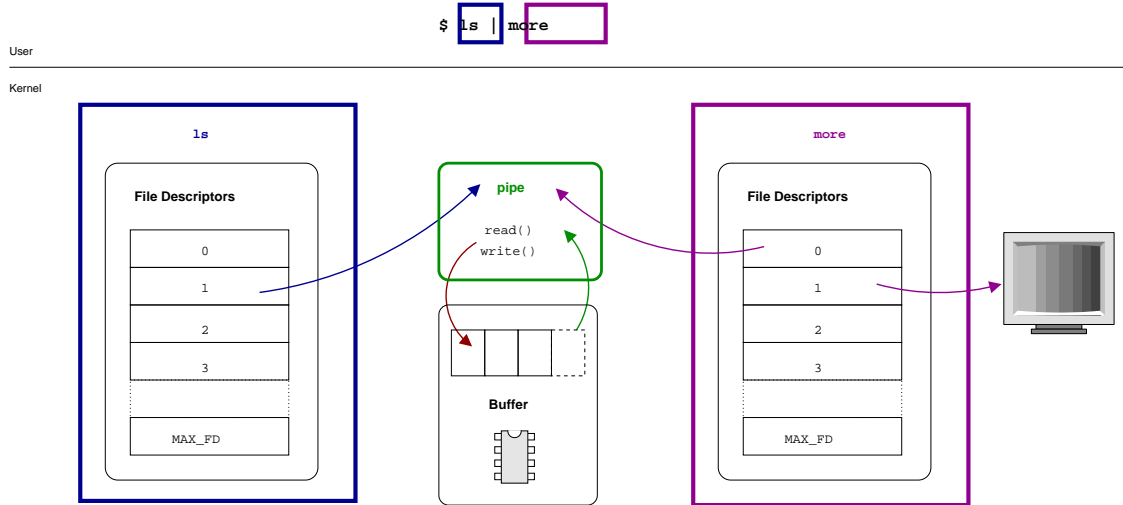 $ ls | more
User
Kernel
ls
File Descriptors
0
1
2
3
MAX_FD
pipe
read()
write()
Buffer
more
File Descriptors
0
1
2
3
MAX_FD